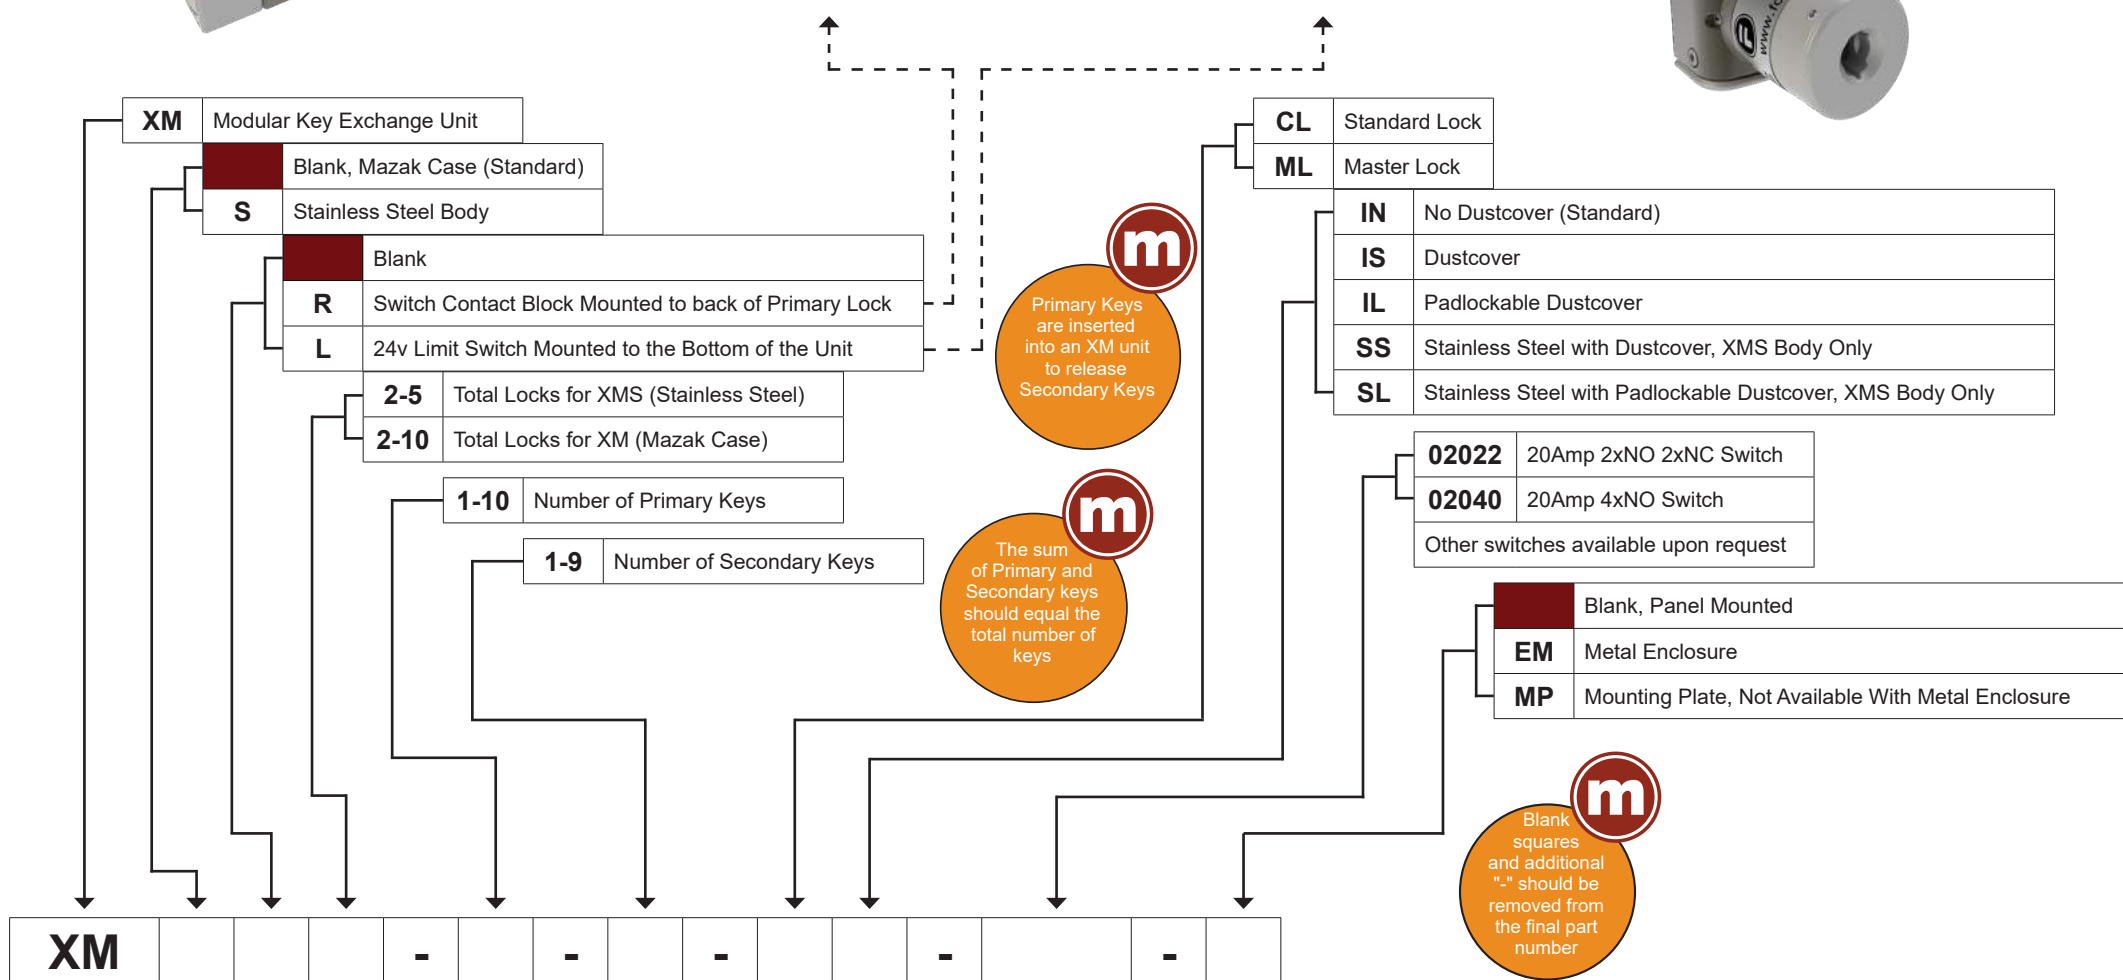 www.fo
XM Modular Key Exchange Unit
Blank, Mazak Case (Standard)
S Stainless Steel Body
Blank
R Switch Contact Block Mounted to back of Primary Lock
L 24v Limit Switch Mounted to the Bottom of the Unit
2-5 Total Locks for XMS (Stainless Steel)
2-10 Total Locks for XM (Mazak Case)
1-10 Number of Primary Keys
1-9 Number of Secondary Keys
m
Primary Keys
are inserted
into an XM unit
to release
Secondary Keys
m
The sum
of Primary and
Secondary keys
should equal the
total number of
keys
CL Standard Lock
ML Master Lock
IN No Dustcover (Standard)
IS Dustcover
IL Padlockable Dustcover
SS Stainless Steel with Dustcover, XMS Body Only
SL Stainless Steel with Padlockable Dustcover, XMS Body Only
02022 20Amp 2xNO 2xNC Switch
02040 20Amp 4xNO Switch
Other switches available upon request
Blank, Panel Mounted
EM Metal Enclosure
MP Mounting Plate, Not Available With Metal Enclosure
m
Blank
squares
and additional
"-" should be
removed from
the final part
number
XM - - - - -